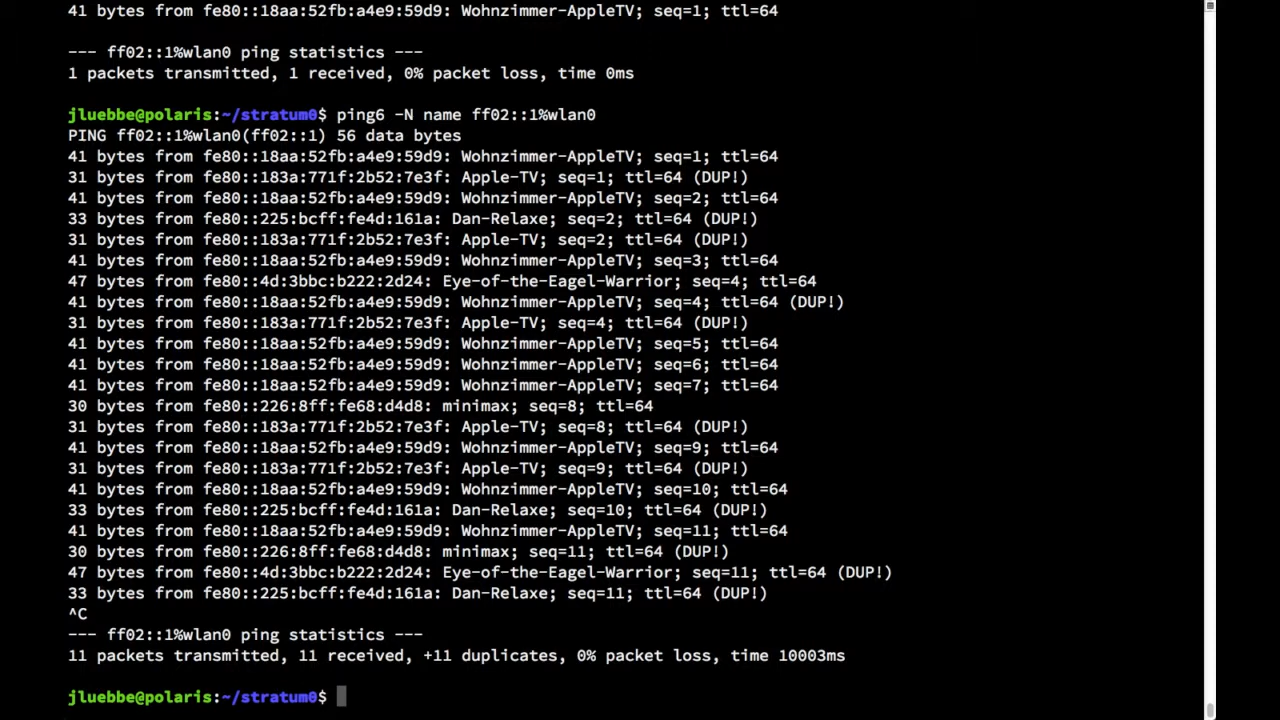 41 bytes from fe80::18aa:52fb:a4e9:59d9: Wohnzimmer-AppleTV; seq=1; ttl=64
--- ff02::1%wlan0 ping statistics ---
1 packets transmitted, 1 received, 0% packet loss, time 0ms
jluebbe@polaris:~/stratum0$ ping6 -N name ff02::1%wlan0
PING ff02::1%wlan0(ff02::1) 56 data bytes
41 bytes from fe80::18aa:52fb:a4e9:59d9: Wohnzimmer-AppleTV; seq=1; ttl=64
31 bytes from fe80::183a:771f:2b52:7e3f: Apple-TV; seq=1; ttl=64 (DUP!)
41 bytes from fe80::18aa:52fb:a4e9:59d9: Wohnzimmer-AppleTV; seq=2; ttl=64
33 bytes from fe80::225:bcff:fe4d:161a: Dan-Relaxe; seq=2; ttl=64 (DUP!)
31 bytes from fe80::183a:771f:2b52:7e3f: Apple-TV; seq=2; ttl=64 (DUP!)
41 bytes from fe80::18aa:52fb:a4e9:59d9: Wohnzimmer-AppleTV; seq=3; ttl=64
47 bytes from fe80::4d:3bbc:b222:2d24: Eye-of-the-Eagel-Warrior; seq=4; ttl=64
41 bytes from fe80::18aa:52fb:a4e9:59d9: Wohnzimmer-AppleTV; seq=4; ttl=64 (DUP!)
31 bytes from fe80::183a:771f:2b52:7e3f: Apple-TV; seq=4; ttl=64 (DUP!)
41 bytes from fe80::18aa:52fb:a4e9:59d9: Wohnzimmer-AppleTV; seq=5; ttl=64
41 bytes from fe80::18aa:52fb:a4e9:59d9: Wohnzimmer-AppleTV; seq=6; ttl=64
41 bytes from fe80::18aa:52fb:a4e9:59d9: Wohnzimmer-AppleTV; seq=7; ttl=64
30 bytes from fe80::226:8ff:fe68:d4d8: minimax; seq=8; ttl=64
31 bytes from fe80::183a:771f:2b52:7e3f: Apple-TV; seq=8; ttl=64 (DUP!)
41 bytes from fe80::18aa:52fb:a4e9:59d9: Wohnzimmer-AppleTV; seq=9; ttl=64
31 bytes from fe80::183a:771f:2b52:7e3f: Apple-TV; seq=9; ttl=64 (DUP!)
41 bytes from fe80::18aa:52fb:a4e9:59d9: Wohnzimmer-AppleTV; seq=10; ttl=64
33 bytes from fe80::225:bcff:fe4d:161a: Dan-Relaxe; seq=10; ttl=64 (DUP!)
41 bytes from fe80::18aa:52fb:a4e9:59d9: Wohnzimmer-AppleTV; seq=11; ttl=64
30 bytes from fe80::226:8ff:fe68:d4d8: minimax; seq=11; ttl=64 (DUP!)
47 bytes from fe80::4d:3bbc:b222:2d24: Eye-of-the-Eagel-Warrior; seq=11; ttl=64 (DUP!)
33 bytes from fe80::225:bcff:fe4d:161a: Dan-Relaxe; seq=11; ttl=64 (DUP!)
^C
--- ff02::1%wlan0 ping statistics ---
11 packets transmitted, 11 received, +11 duplicates, 0% packet loss, time 10003ms
jluebbe@polaris:~/stratum0$